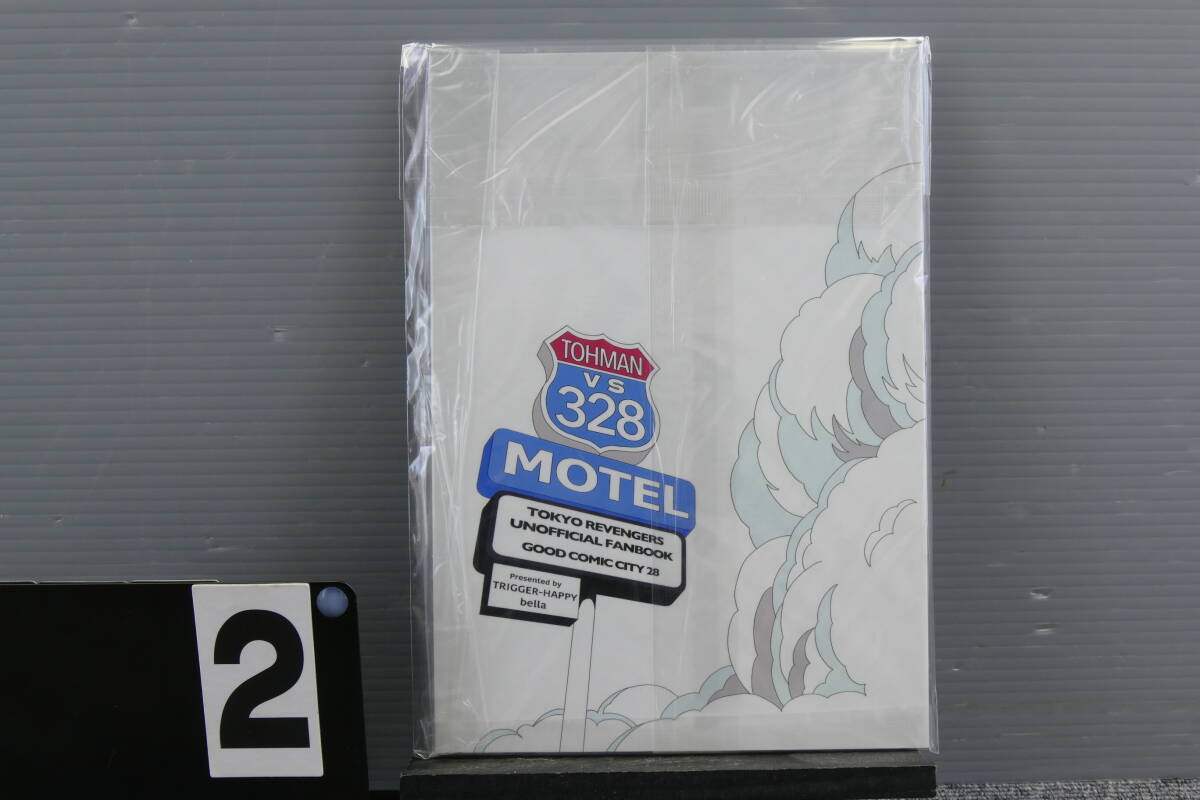 TOHMAN
VS
328
MOTEL
TOKYO REVENGERS
UNOFFICIAL FANBOOK
GOOD COMIC CITY 28
Presented by
TRIGGER-HAPPY
bella
2